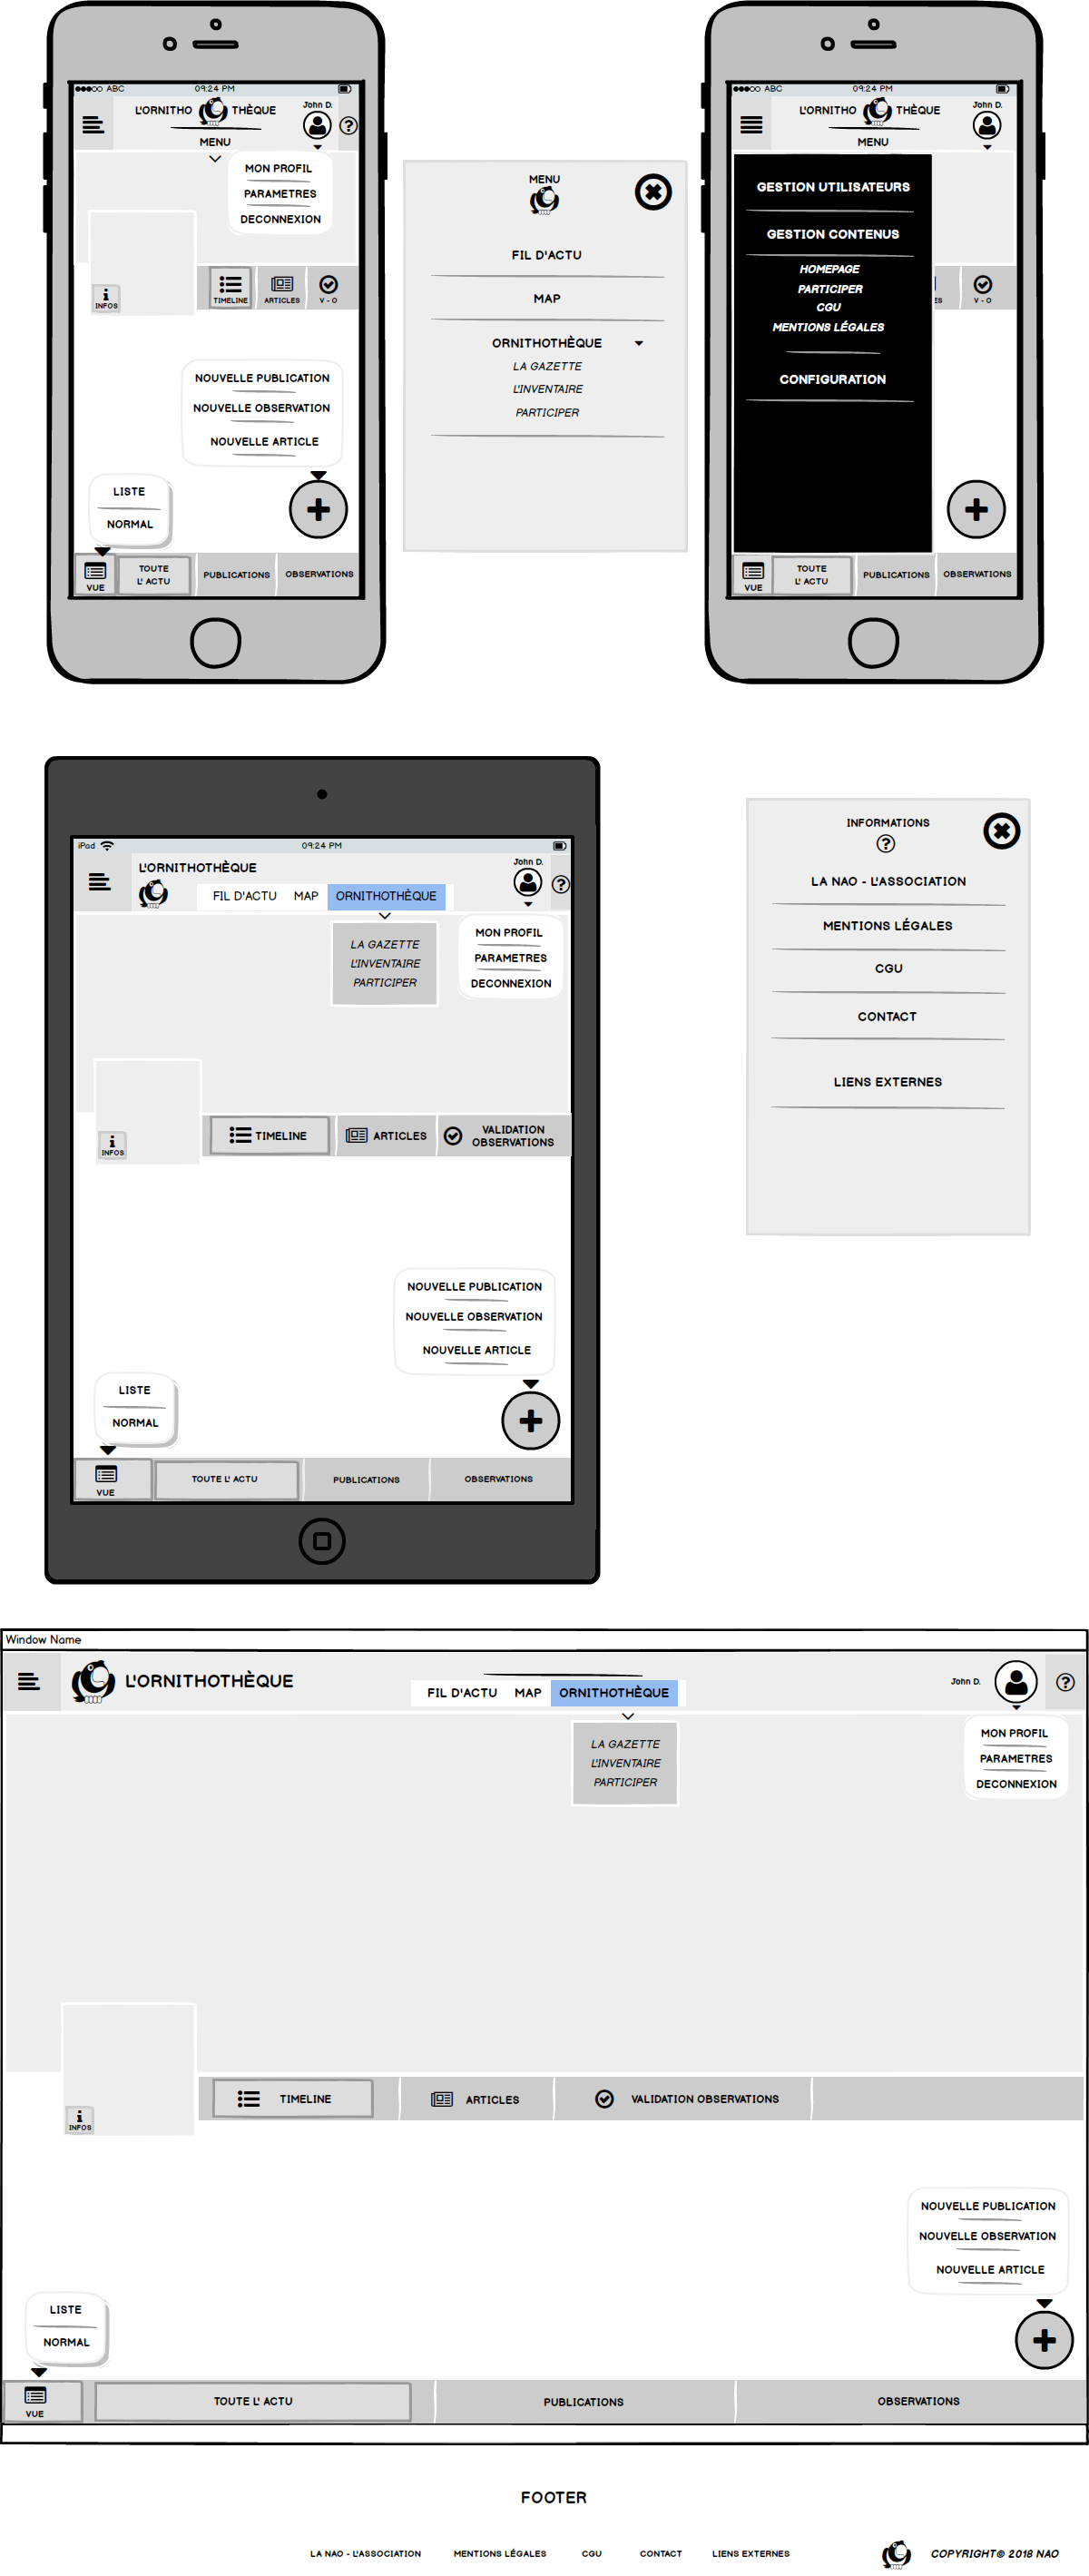 ABC 09:24 PM
L'ORNITHO THÈQUE
John D.
MENU
MON PROFIL
PARAMETRES
DECONNEXION
INFOS
TIMELINE ARTICLES V - O
NOUVELLE PUBLICATION
NOUVELLE OBSERVATION
NOUVELLE ARTICLE
LISTE
NORMAL
VUE
TOUTE
L' ACTU
PUBLICATIONS
OBSERVATIONS
MENU
FIL D'ACTU
MAP
ORNITHOTHÈQUE
LA GAZETTE
L'INVENTAIRE
PARTICIPER
ABC 09:24 PM
L'ORNITHO THÈQUE
John D.
MENU
GESTION UTILISATEURS
GESTION CONTENUS
HOMEPAGE
PARTICIPER
CGU
MENTIONS LÉGALES
CONFIGURATION
ES V - O
VUE
TOUTE
L' ACTU
PUBLICATIONS
OBSERVATIONS
iPad 09:24 PM
L'ORNITHOTHÈQUE
John D.
FIL D'ACTU MAP ORNITHOTHÈQUE
LA GAZETTE
L'INVENTAIRE
PARTICIPER
MON PROFIL
PARAMETRES
DECONNEXION
INFOS
TIMELINE
ARTICLES
VALIDATION
OBSERVATIONS
NOUVELLE PUBLICATION
NOUVELLE OBSERVATION
NOUVELLE ARTICLE
LISTE
NORMAL
VUE
TOUTE L' ACTU
PUBLICATIONS
OBSERVATIONS
INFORMATIONS
LA NAO - L'ASSOCIATION
MENTIONS LÉGALES
CGU
CONTACT
LIENS EXTERNES
Window Name
L'ORNITHOTHÈQUE
FIL D'ACTU MAP ORNITHOTHÈQUE
John D.
LA GAZETTE
L'INVENTAIRE
PARTICIPER
MON PROFIL
PARAMETRES
DECONNEXION
INFOS
TIMELINE
ARTICLES
VALIDATION OBSERVATIONS
NOUVELLE PUBLICATION
NOUVELLE OBSERVATION
NOUVELLE ARTICLE
LISTE
NORMAL
VUE
TOUTE L' ACTU
PUBLICATIONS
OBSERVATIONS
FOOTER
LA NAO - L'ASSOCIATION MENTIONS LÉGALES CGU CONTACT LIENS EXTERNES COPYRIGHT© 2018 NAO